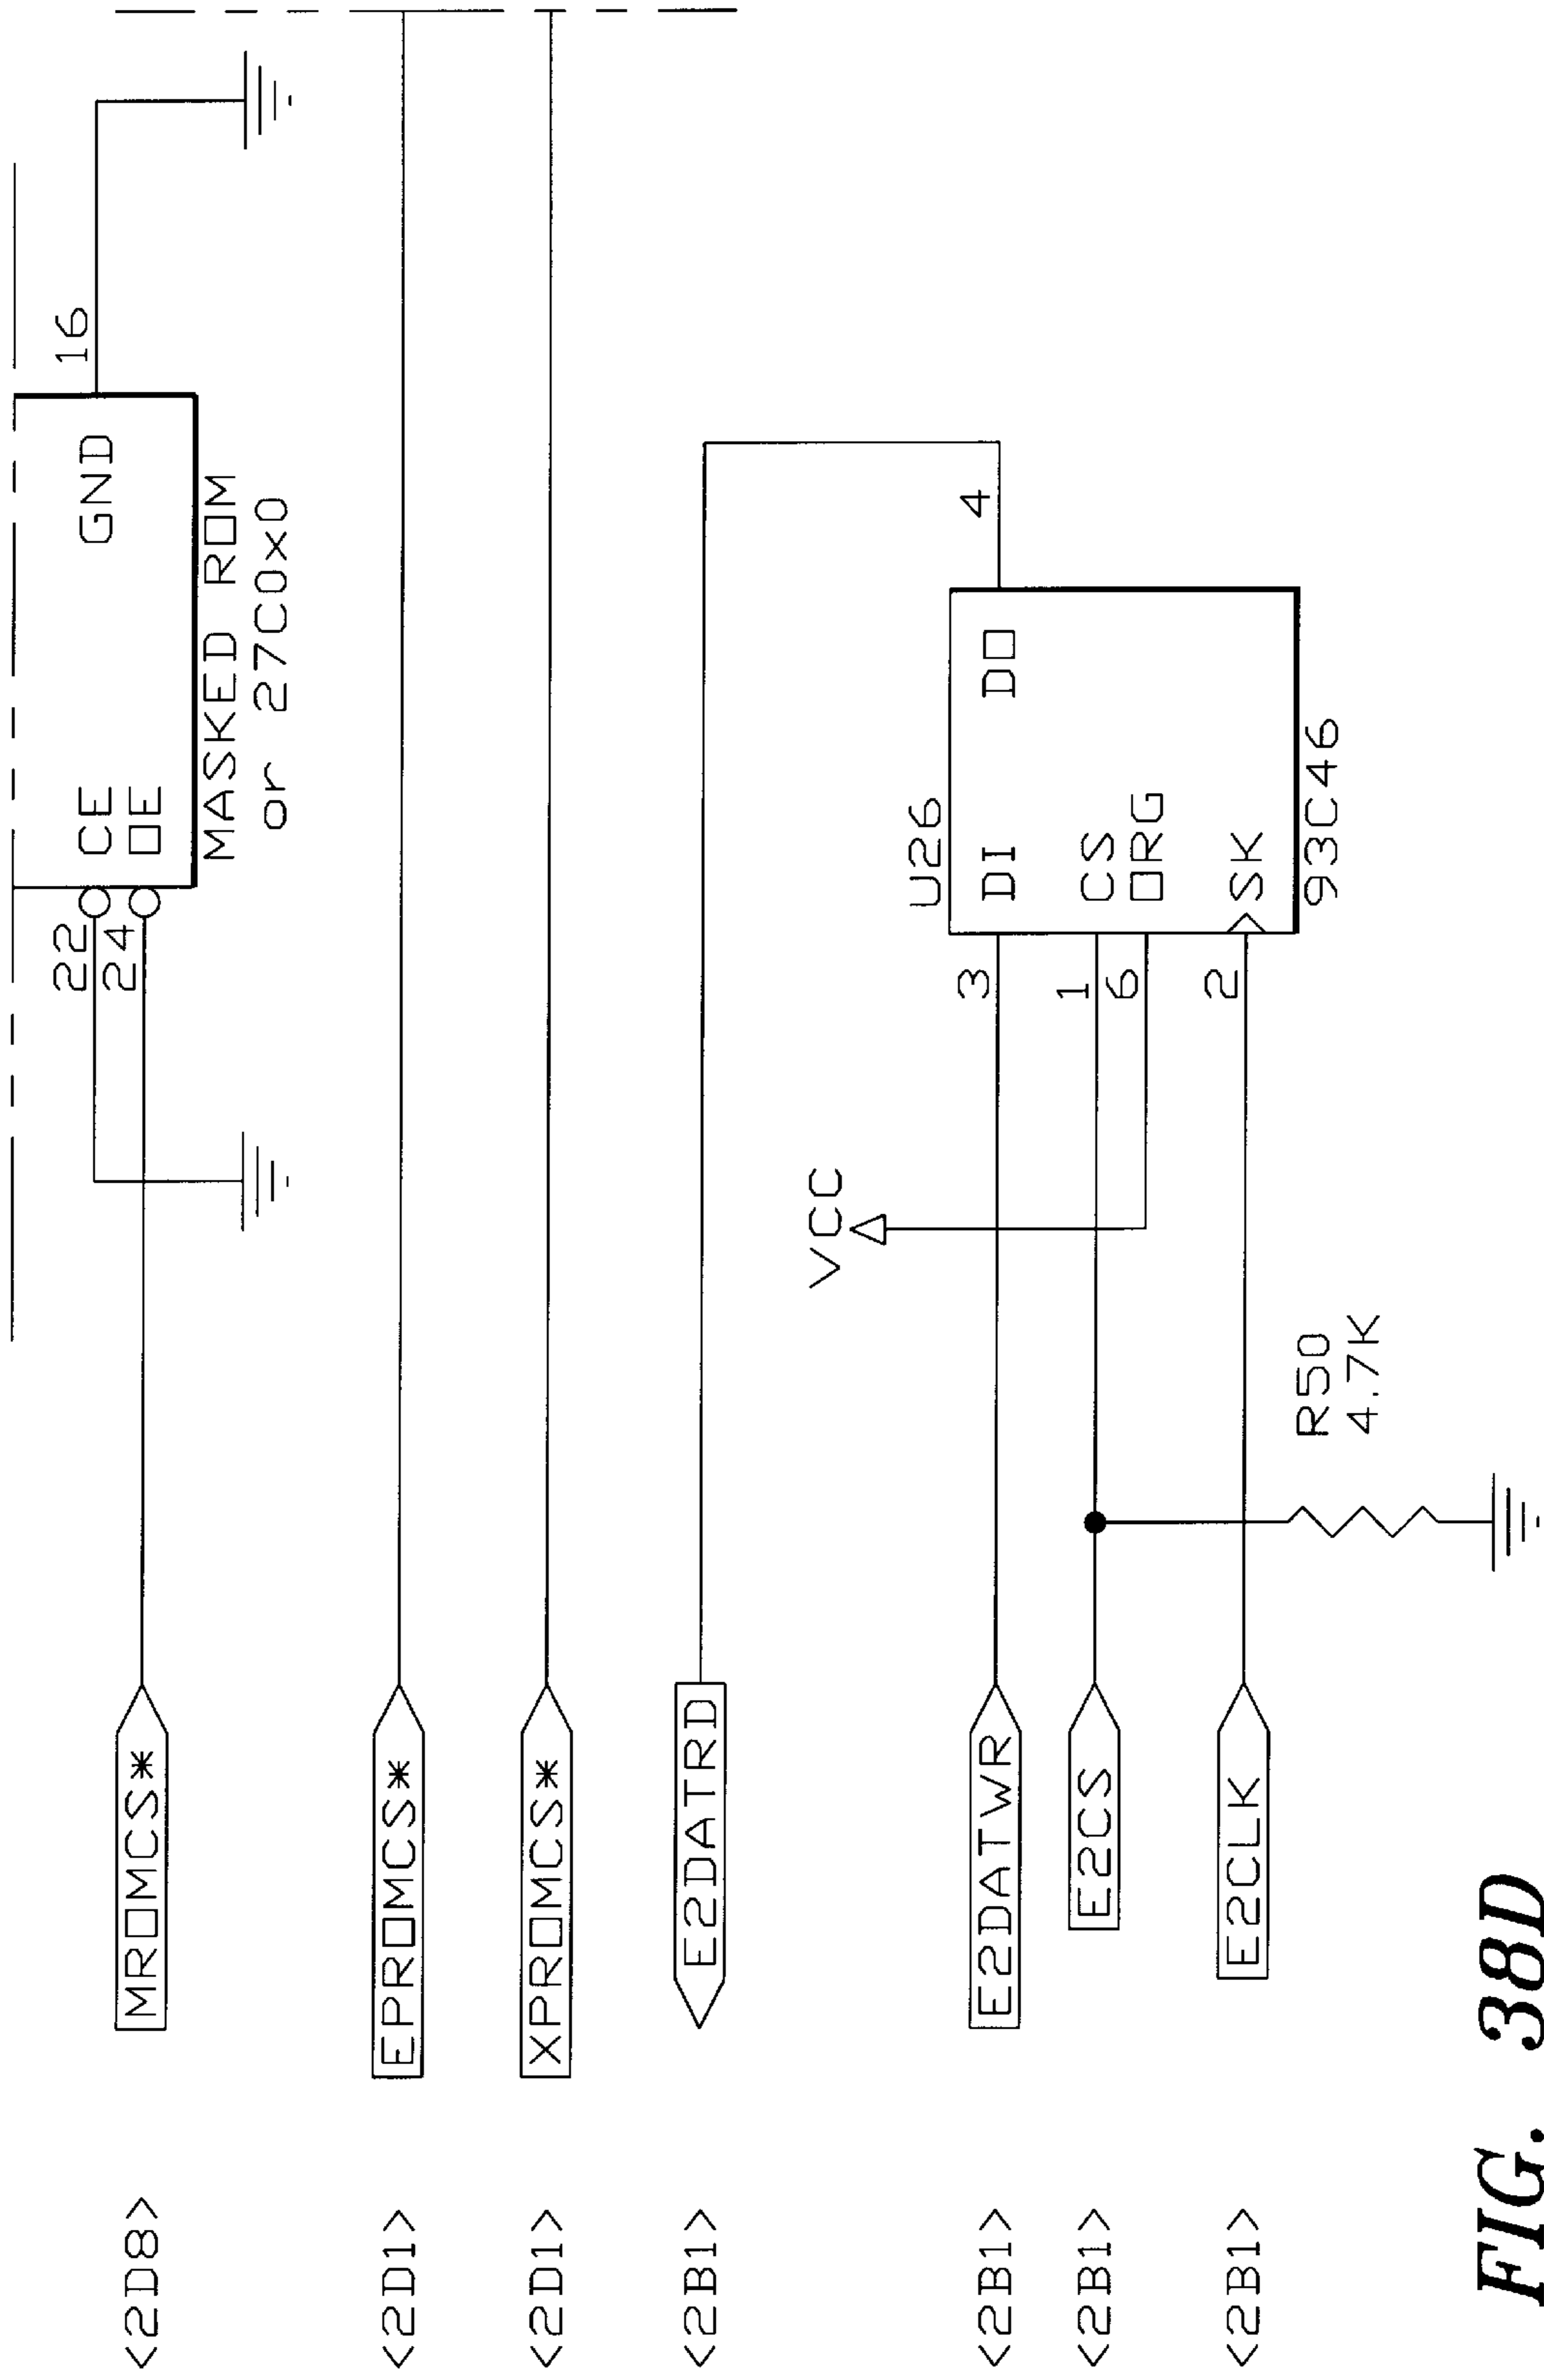 16
GND
CE
OE
22
24
MASKED ROM
or 27C0x0
<2D8> MROMCS*
<2D1> EPROMCS*
<2D1> XPROMCS*
<2B1> E2DATRD
4
VCC
U26
DI DO
3
<2B1> E2DATWR
CS
1
<2B1> E2CS
ORG
6
SK
2
<2B1> E2CLK
93C46
R50
4.7K
FIG. 38D